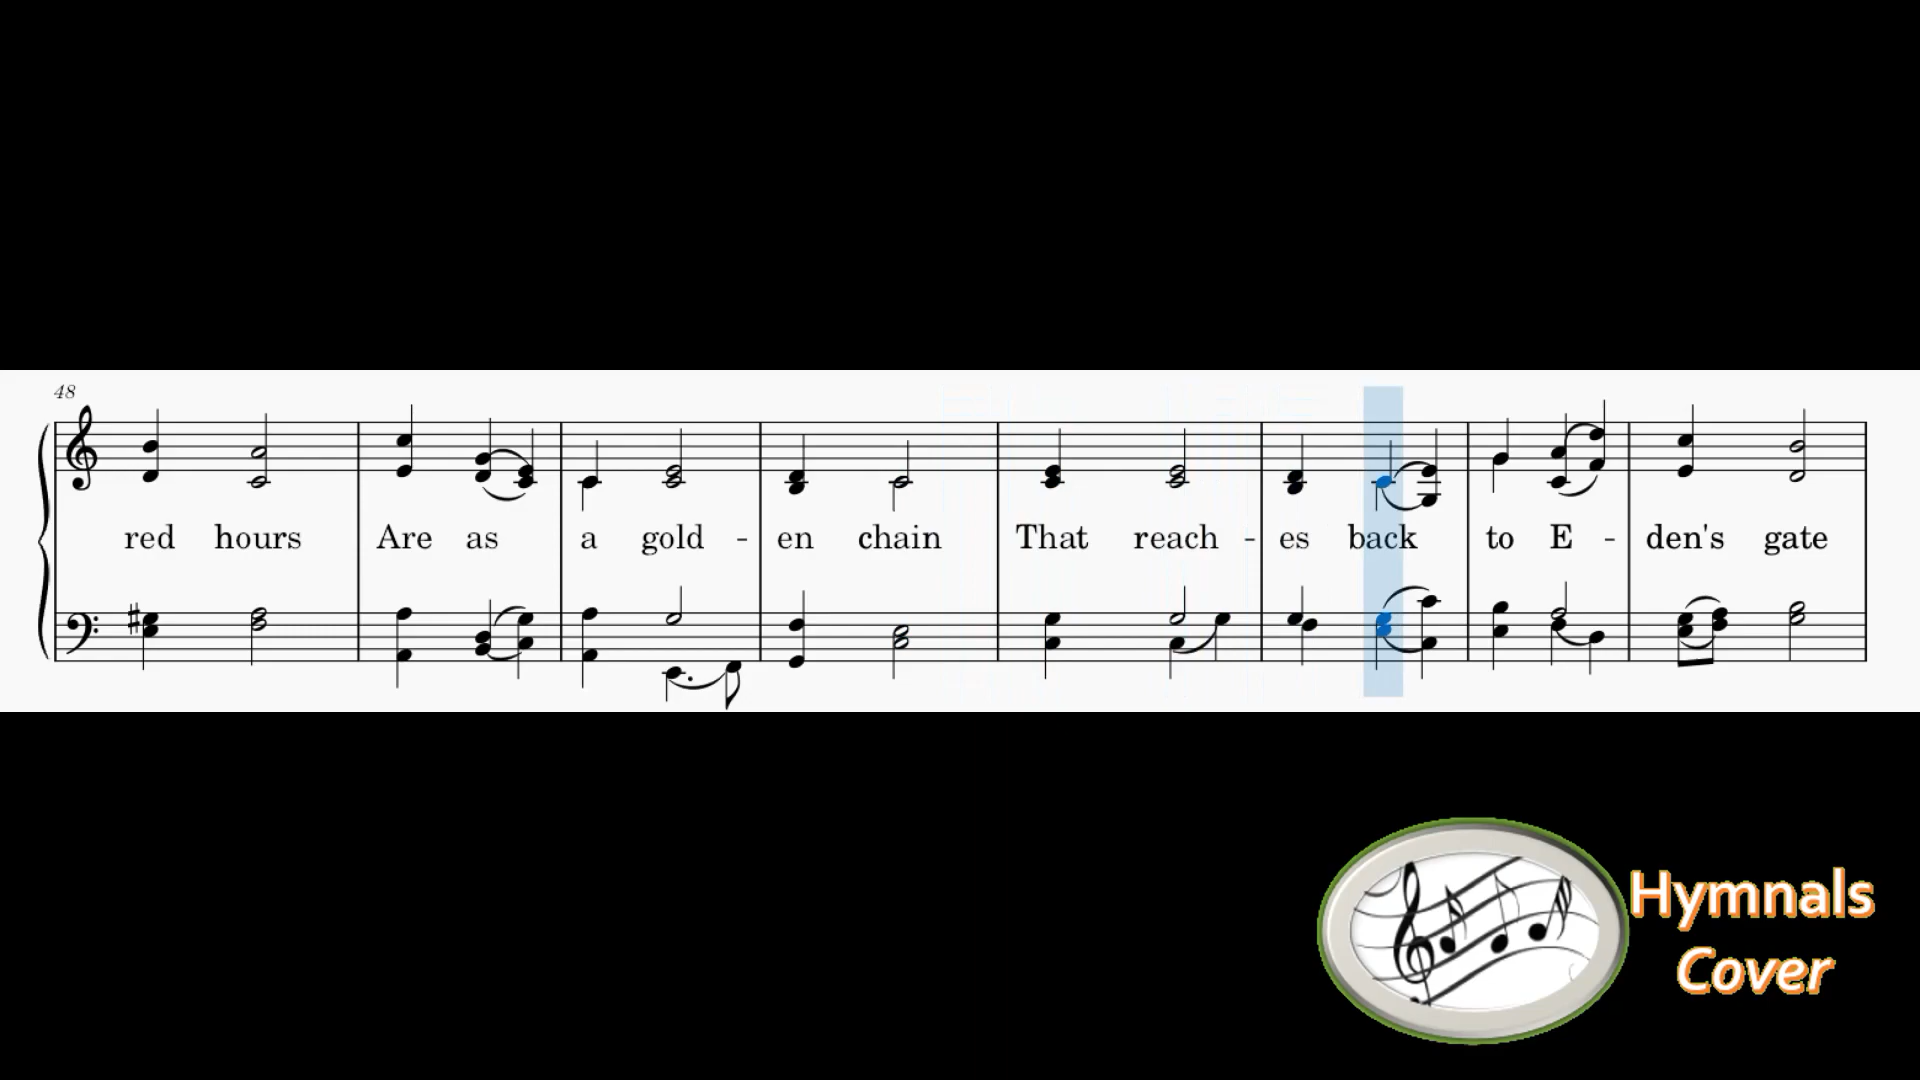 48
red hours Are as a gold - en chain That reach - es back to E - den's gate
Hymnals
Cover